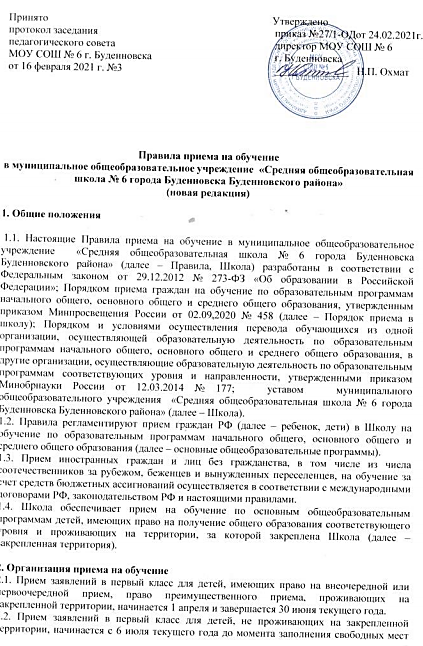 Принято
протокол заседания
педагогического совета
МОУ СОШ № 6 г. Буденновска
от 16 февраля 2021 г. №3
Утверждено
приказ №27/1-ОДот 24.02.2021г.
директор МОУ СОШ № 6
г. Буденновска
Н.П. Охмат
БУДЕННОВСКА
Правила приема на обучение
в муниципальное общеобразовательное учреждение «Средняя общеобразовательная
школа № 6 города Буденновска Буденновского района»
(новая редакция)
1. Общие положения
1.1. Настоящие Правила приема на обучение в муниципальное общеобразовательное
учреждение «Средняя общеобразовательная школа № 6 города Буденновска
Буденновского района» (далее – Правила, Школа) разработаны в соответствии с
Федеральным законом от 29.12.2012 № 273-ФЗ «Об образовании в Российской
Федерации»; Порядком приема граждан на обучение по образовательным программам
начального общего, основного общего и среднего общего образования, утвержденным
приказом Минпросвещения России от 02.09,2020 № 458 (далее – Порядок приема в
школу); Порядком и условиями осуществления перевода обучающихся из одной
организации, осуществляющей образовательную деятельность по образовательным
программам начального общего, основного общего и среднего общего образования, в
другие организации, осуществляющие образовательную деятельность по образовательным
программам соответствующих уровня и направленности, утвержденными приказом
Минобрнауки России от 12.03.2014 № 177; уставом муниципального
общеобразовательного учреждения «Средняя общеобразовательная школа № 6 города
Буденновска Буденновского района» (далее – Школа).
1.2. Правила регламентируют прием граждан РФ (далее – ребенок, дети) в Школу на
обучение по образовательным программам начального общего, основного общего и
среднего общего образования (далее – основные общеобразовательные программы).
1.3. Прием иностранных граждан и лиц без гражданства, в том числе из числа
соотечественников за рубежом, беженцев и вынужденных переселенцев, на обучение за
счет средств бюджетных ассигнований осуществляется в соответствии с международными
договорами РФ, законодательством РФ и настоящими правилами.
1.4. Школа обеспечивает прием на обучение по основным общеобразовательным
программам детей, имеющих право на получение общего образования соответствующего
уровня и проживающих на территории, за которой закреплена Школа (далее –
закрепленная территория).
2. Организация приема на обучение
2.1. Прием заявлений в первый класс для детей, имеющих право на внеочередной или
первоочередной прием, право преимущественного приема, проживающих на
закрепленной территории, начинается 1 апреля и завершается 30 июня текущего года.
2.2. Прием заявлений в первый класс для детей, не проживающих на закрепленной
территории, начинается с 6 июля текущего года до момента заполнения свободных мест